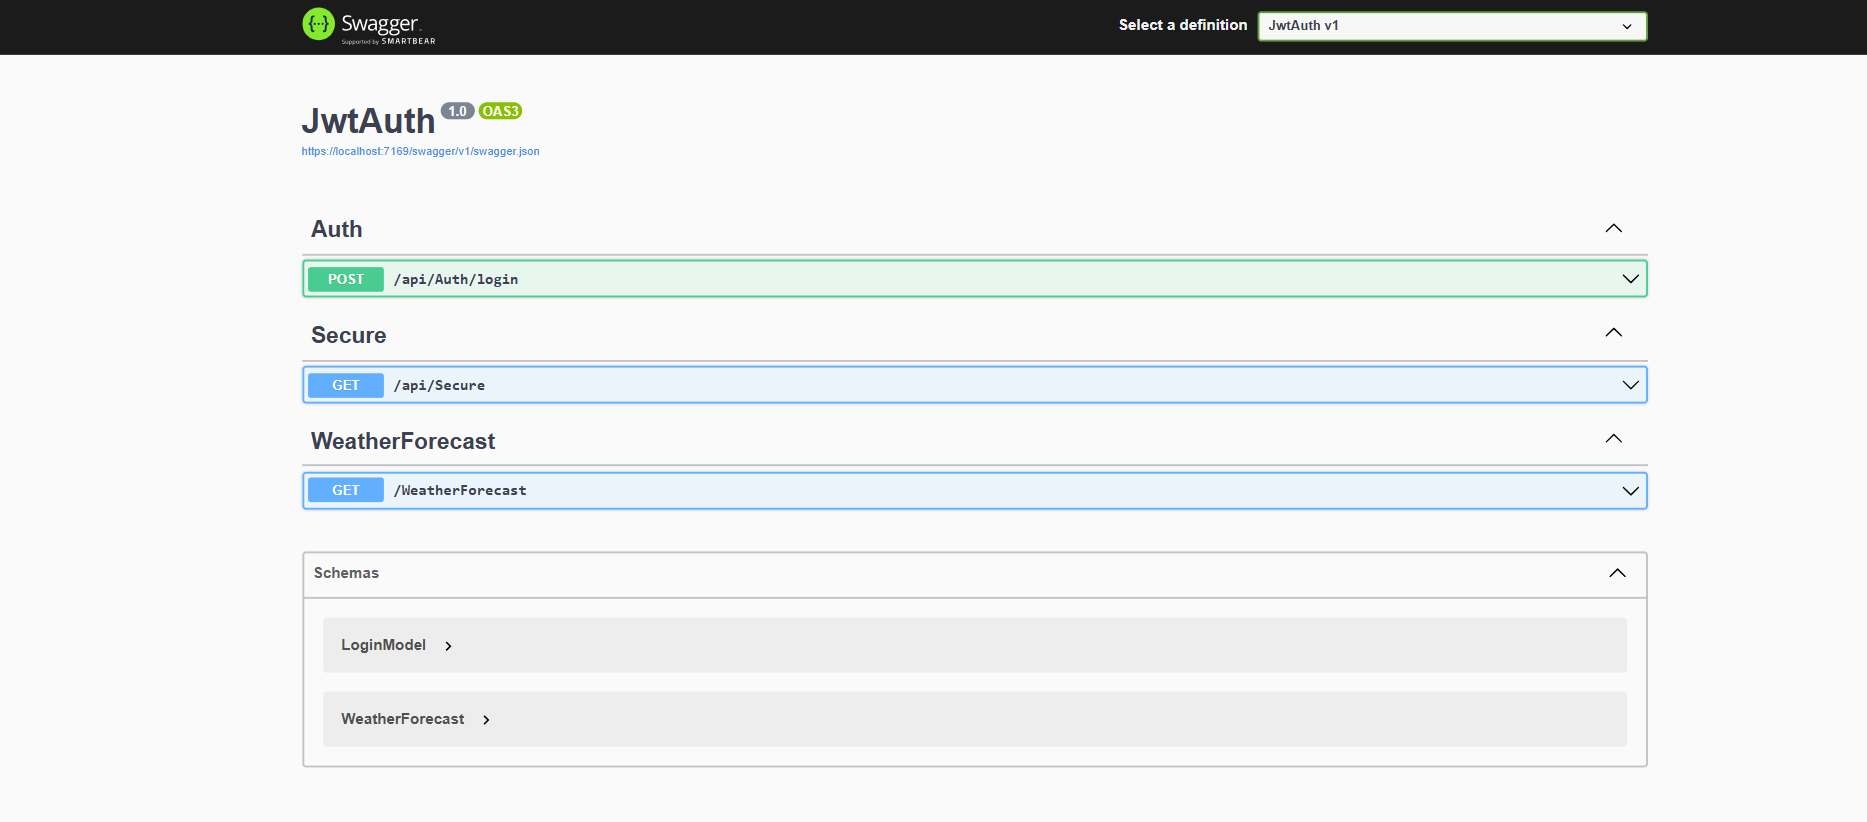 Swagger
Supported by SMARTBEAR
Select a definition
JwtAuth v1
JwtAuth 1.0 OAS3
https://localhost:7169/swagger/v1/swagger.json
Auth
POST /api/Auth/login
Secure
GET /api/Secure
WeatherForecast
GET /WeatherForecast
Schemas
LoginModel
WeatherForecast